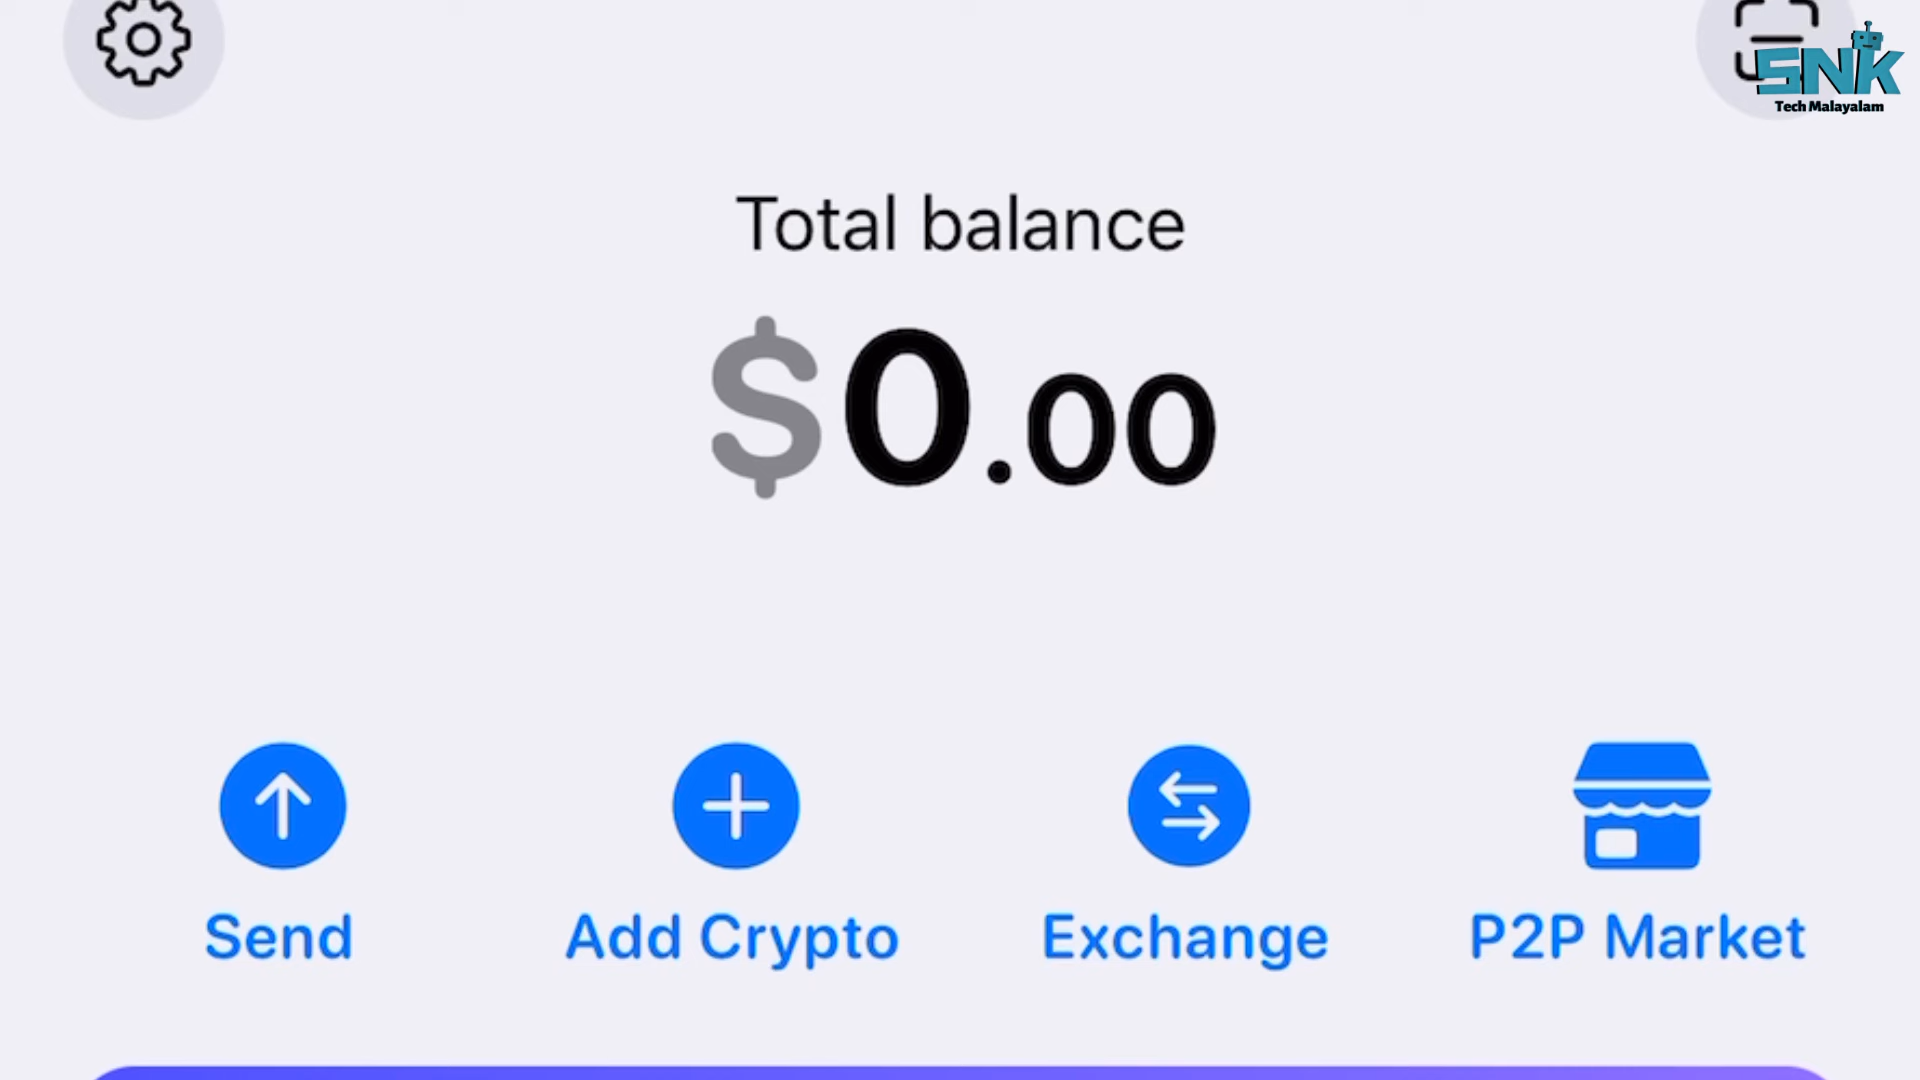 SNK
Tech Malayalam
Total balance
$0.00
Send
Add Crypto
Exchange
P2P Market